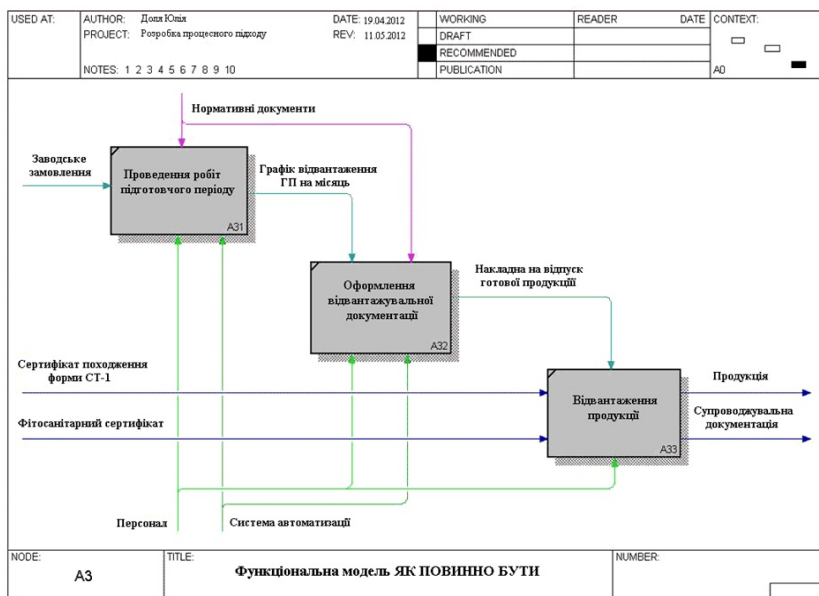 USED AT:
AUTHOR: Доля Юлія
DATE: 19.04.2012
PROJECT: Розробка процесного підходу
REV: 11.05.2012
NOTES: 1 2 3 4 5 6 7 8 9 10
WORKING
DRAFT
RECOMMENDED
PUBLICATION
READER DATE
CONTEXT:
A0
Нормативні документи
Заводське
замовлення
Проведення робіт
підготовчого періоду
A31
Графік відвантаження
ГП на місяць
Оформлення
відвантажувальної
документації
A32
Накладна на відпуск
готової продукціїї
Сертифікат походження
форми СТ-1
Фітосанітарний сертифікат
Відвантаження
продукції
A33
Продукція
Супроводжувальна
документація
Персонал
Система автоматизації
NODE:
A3
TITLE:
Функціональна модель ЯК ПОВИННО БУТИ
NUMBER: